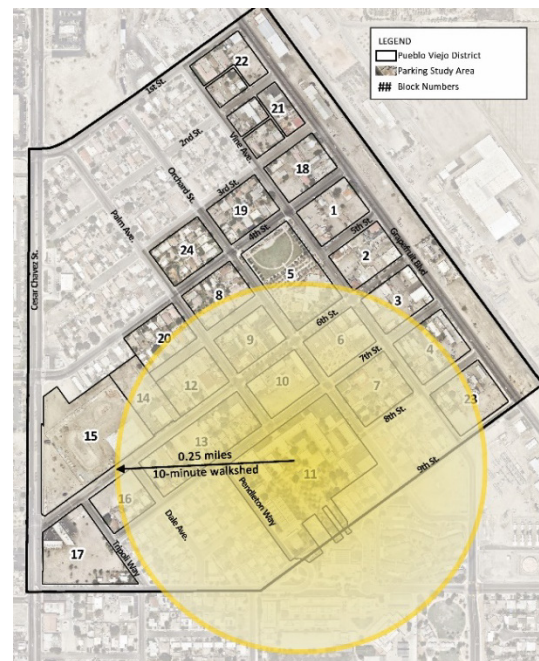 LEGEND
Pueblo Viejo District
Parking Study Area
## Block Numbers
22
1st St.
21
2nd St.
Vine Ave.
Orchard St.
18
3rd St.
19
1
Palm Ave.
4th St.
5th St.
Grapefruit Blvd
24
2
5
Cesar Chavez St.
8
3
6th St.
20
9
6
4
7th St.
12
10
7
14
23
8th St.
15
13
0.25 miles
10-minute walkshed
11
9th St.
16
Pendleton Way
Dale Ave.
17
Tripoli Way